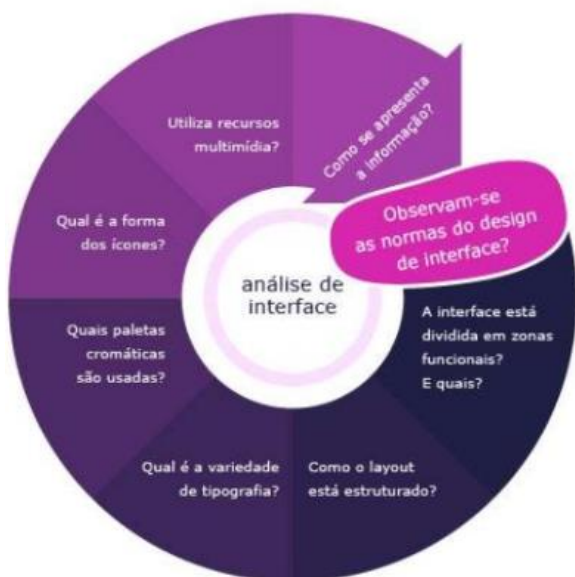 análise de
interface
Observam-se
as normas do design
de interface?
A interface está
dividida em zonas
funcionais?
E quais?
Como o layout
está estruturado?
Qual é a variedade
de tipografia?
Quais paletas
cromáticas
são usadas?
Qual é a forma
dos ícones?
Utiliza recursos
multimídia?
Como se apresenta
a informação?